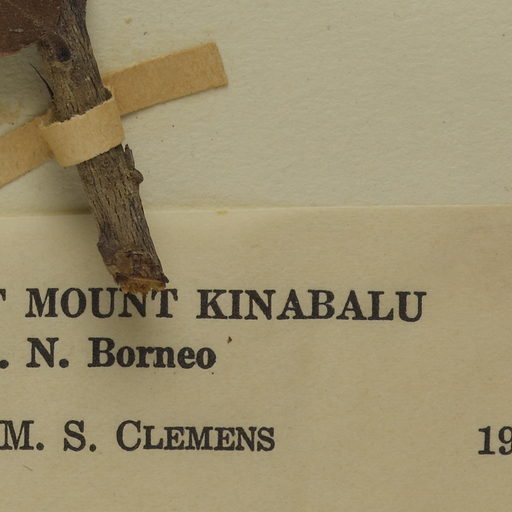 MOUNT KINABALU
. N. Borneo
M. S. CLEMENS 19